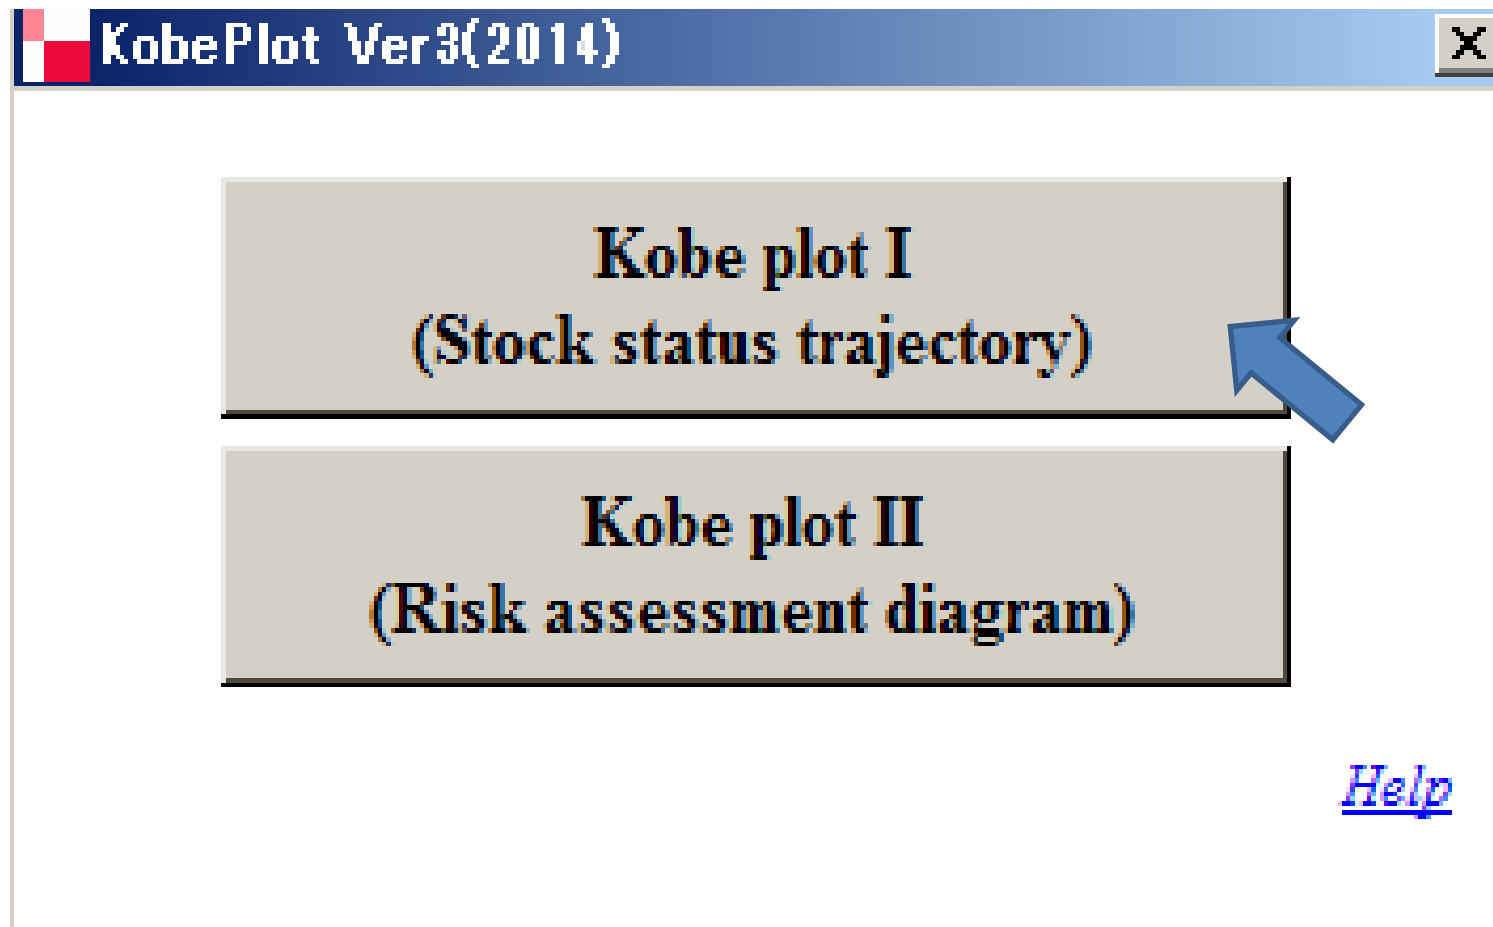 KobePlot Ver3(2014)
Kobe plot I
(Stock status trajectory)
Kobe plot II
(Risk assessment diagram)
Help